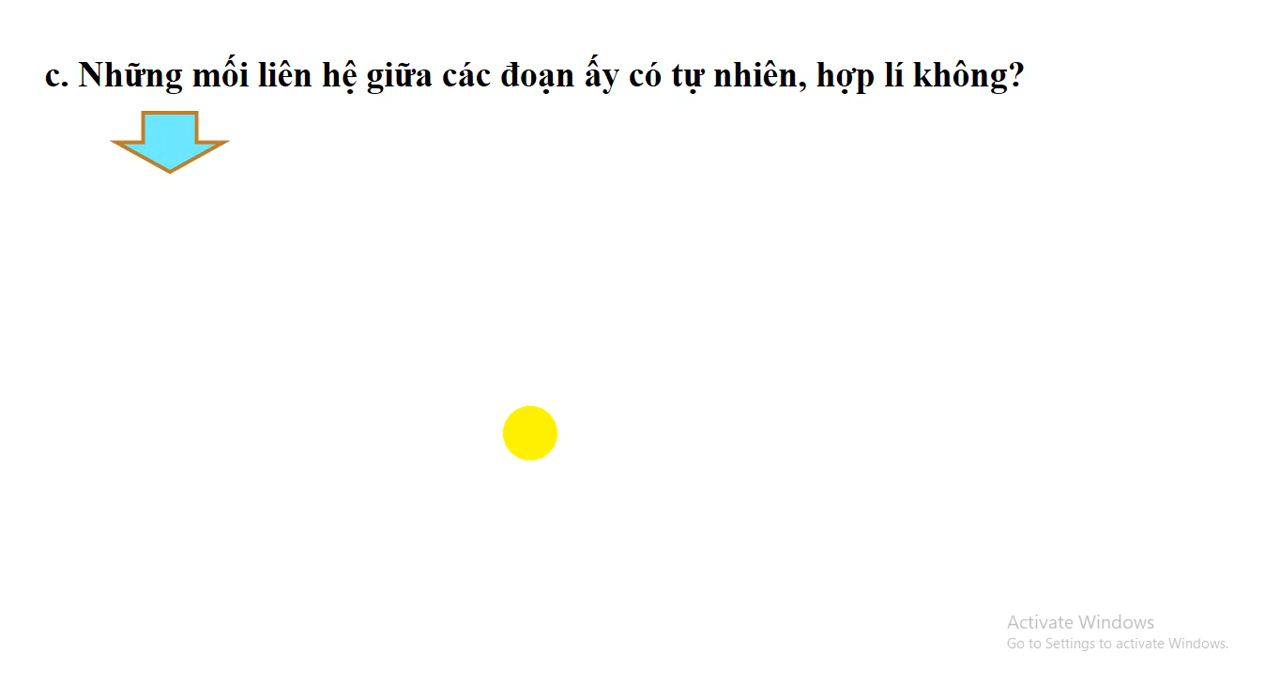 c. Những mối liên hệ giữa các đoạn ấy có tự nhiên, hợp lí không?
Activate Windows
Go to Settings to activate Windows.